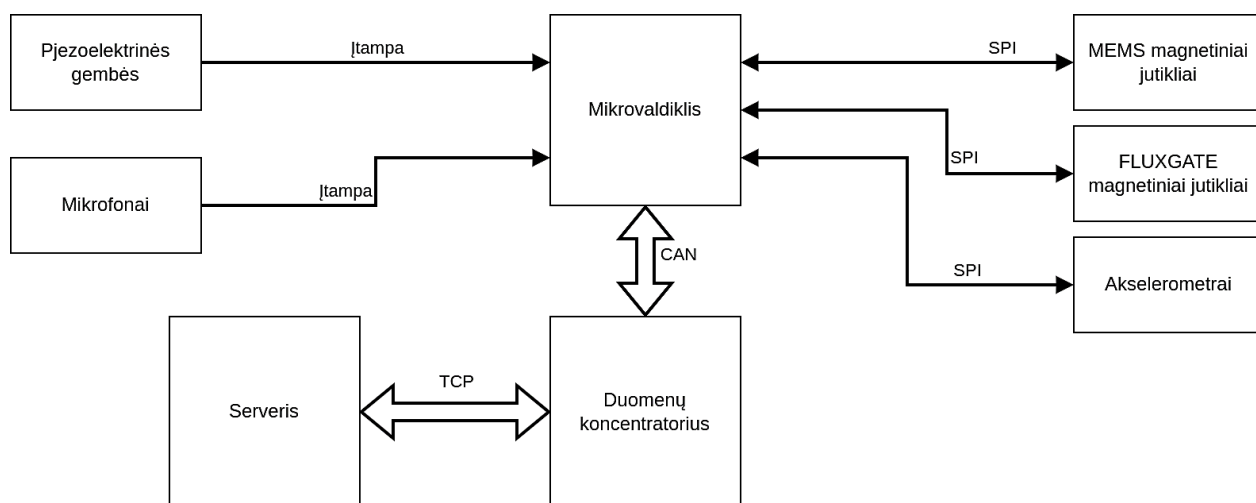 Pjezoelektrinės
gembės
Įtampa
Mikrovaldiklis
SPI
MEMS magnetiniai
jutikliai
Mikrofonai
Įtampa
SPI
FLUXGATE
magnetiniai jutikliai
CAN
SPI
Akselerometrai
Serveris
TCP
Duomenų
koncentratorius